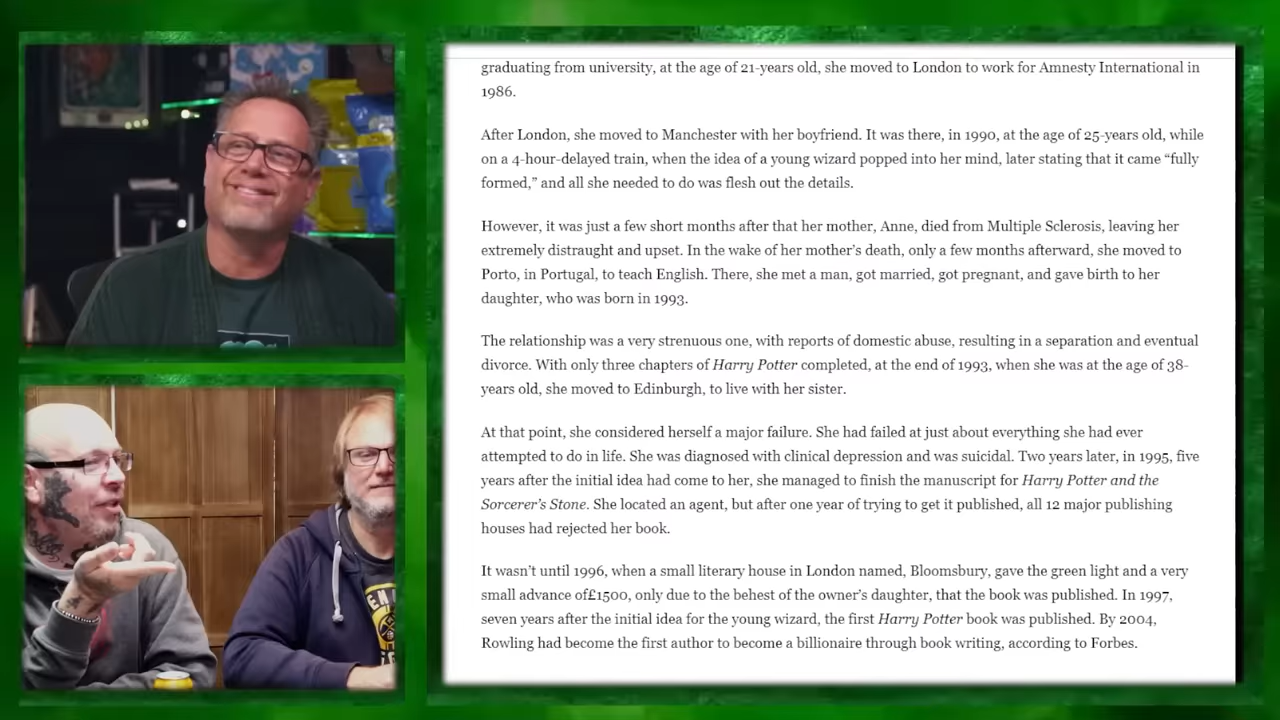 graduating from university, at the age of 21-years old, she moved to London to work for Amnesty International in
1986.
After London, she moved to Manchester with her boyfriend. It was there, in 1990, at the age of 25-years old, while
on a 4-hour-delayed train, when the idea of a young wizard popped into her mind, later stating that it came “fully
formed,” and all she needed to do was flesh out the details.
However, it was just a few short months after that her mother, Anne, died from Multiple Sclerosis, leaving her
extremely distraught and upset. In the wake of her mother’s death, only a few months afterward, she moved to
Porto, in Portugal, to teach English. There, she met a man, got married, got pregnant, and gave birth to her
daughter, who was born in 1993.
The relationship was a very strenuous one, with reports of domestic abuse, resulting in a separation and eventual
divorce. With only three chapters of Harry Potter completed, at the end of 1993, when she was at the age of 38-
years old, she moved to Edinburgh, to live with her sister.
At that point, she considered herself a major failure. She had failed at just about everything she had ever
attempted to do in life. She was diagnosed with clinical depression and was suicidal. Two years later, in 1995, five
years after the initial idea had come to her, she managed to finish the manuscript for Harry Potter and the
Sorcerer’s Stone. She located an agent, but after one year of trying to get it published, all 12 major publishing
houses had rejected her book.
It wasn’t until 1996, when a small literary house in London named, Bloomsbury, gave the green light and a very
small advance of£1500, only due to the behest of the owner’s daughter, that the book was published. In 1997,
seven years after the initial idea for the young wizard, the first Harry Potter book was published. By 2004,
Rowling had become the first author to become a billionaire through book writing, according to Forbes.